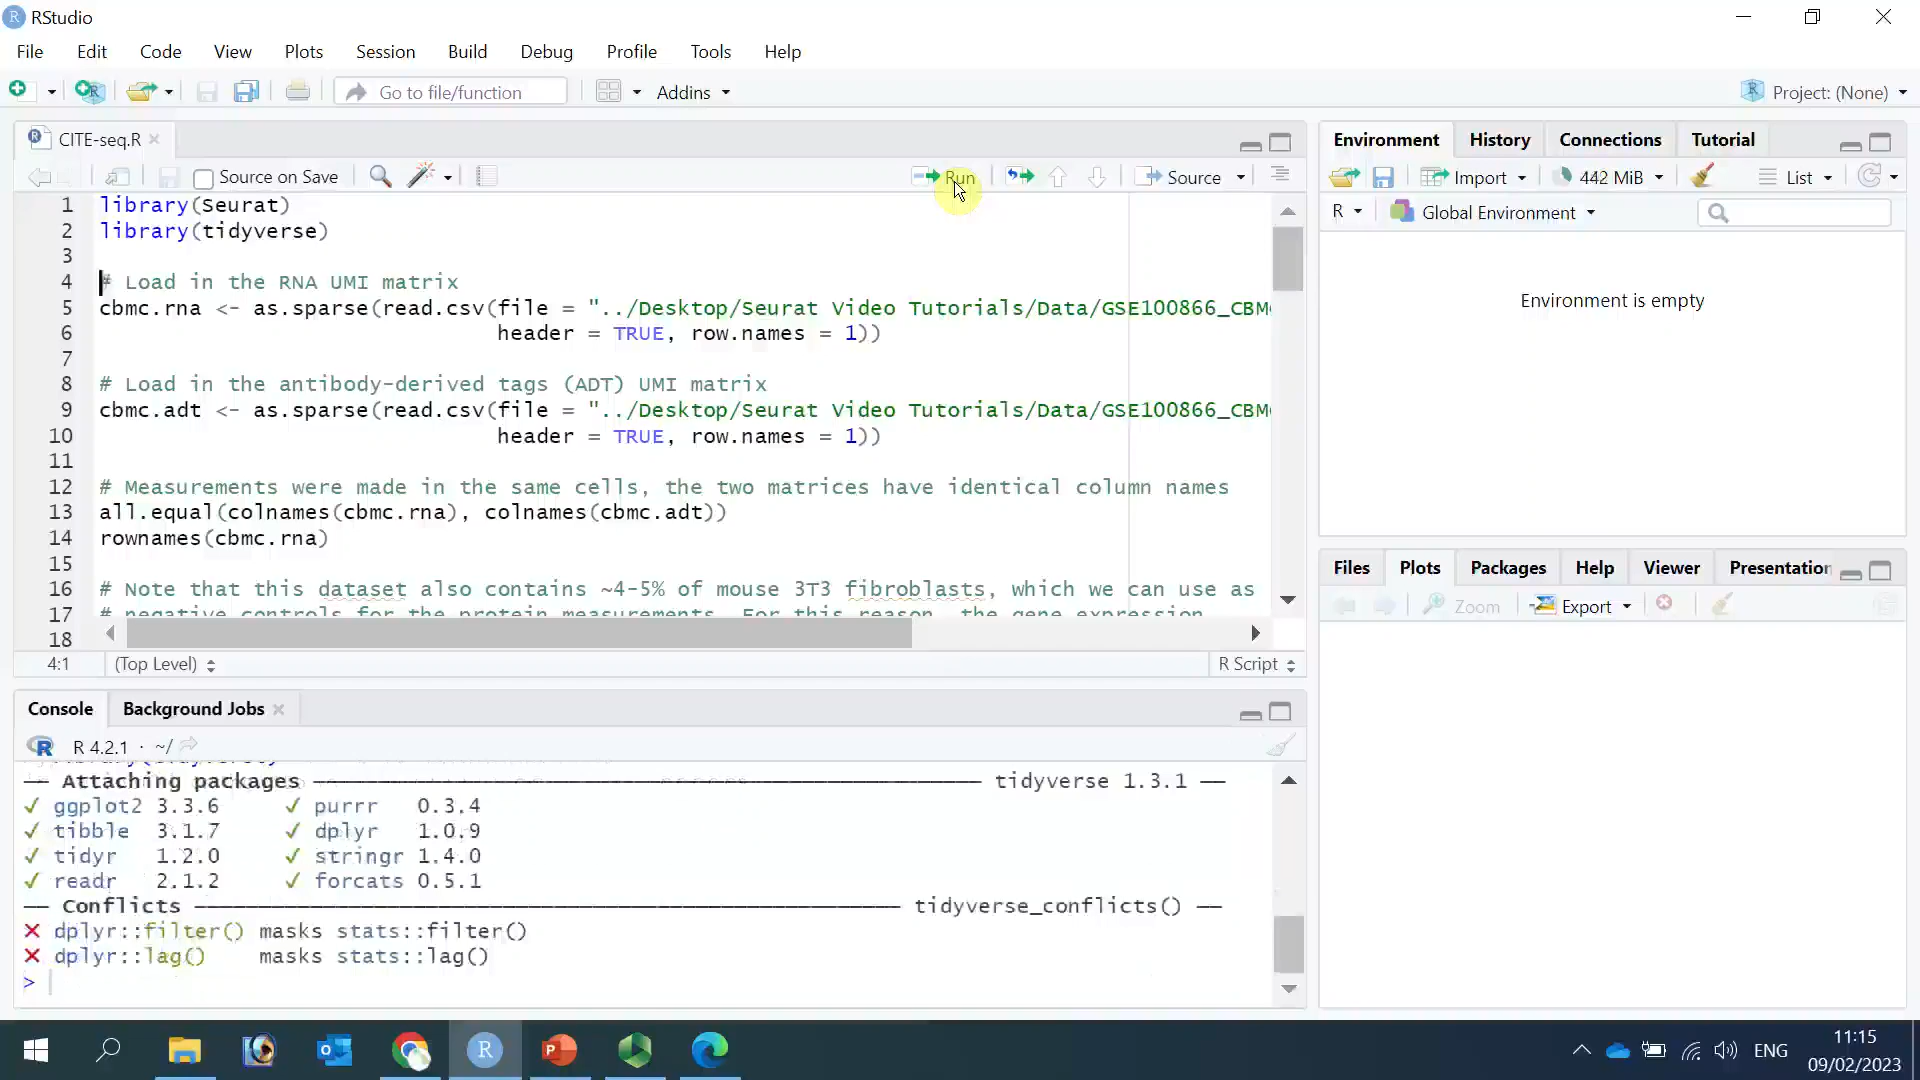 RStudio
File Edit Code View Plots Session Build Debug Profile Tools Help
Go to file/function Addins Project: (None)
CITE-seq.R
Source on Save Run Source
1 library(Seurat)
2 library(tidyverse)
3
4 # Load in the RNA UMI matrix
5 cbmc.rna <- as.sparse(read.csv(file = "../Desktop/Seurat Video Tutorials/Data/GSE100866_CBM
6 header = TRUE, row.names = 1))
7
8 # Load in the antibody-derived tags (ADT) UMI matrix
9 cbmc.adt <- as.sparse(read.csv(file = "../Desktop/Seurat Video Tutorials/Data/GSE100866_CBM
10 header = TRUE, row.names = 1))
11
12 # Measurements were made in the same cells, the two matrices have identical column names
13 all.equal(colnames(cbmc.rna), colnames(cbmc.adt))
14 rownames(cbmc.rna)
15
16 # Note that this dataset also contains ~4-5% of mouse 3T3 fibroblasts, which we can use as
17 # negative controls for the protein measurements. For this reason, the gene expression
18
4:1 (Top Level) R Script
Console Background Jobs
R 4.2.1 · ~/
— Attaching packages — tidyverse 1.3.1 —
✓ ggplot2 3.3.6 ✓ purrr 0.3.4
✓ tibble 3.1.7 ✓ dplyr 1.0.9
✓ tidyr 1.2.0 ✓ stringr 1.4.0
✓ readr 2.1.2 ✓ forcats 0.5.1
— Conflicts — tidyverse_conflicts() —
✕ dplyr::filter() masks stats::filter()
✕ dplyr::lag() masks stats::lag()
>
Environment History Connections Tutorial
Import 442 MiB List
R Global Environment
Environment is empty
Files Plots Packages Help Viewer Presentation
Zoom Export
ENG
11:15
09/02/2023